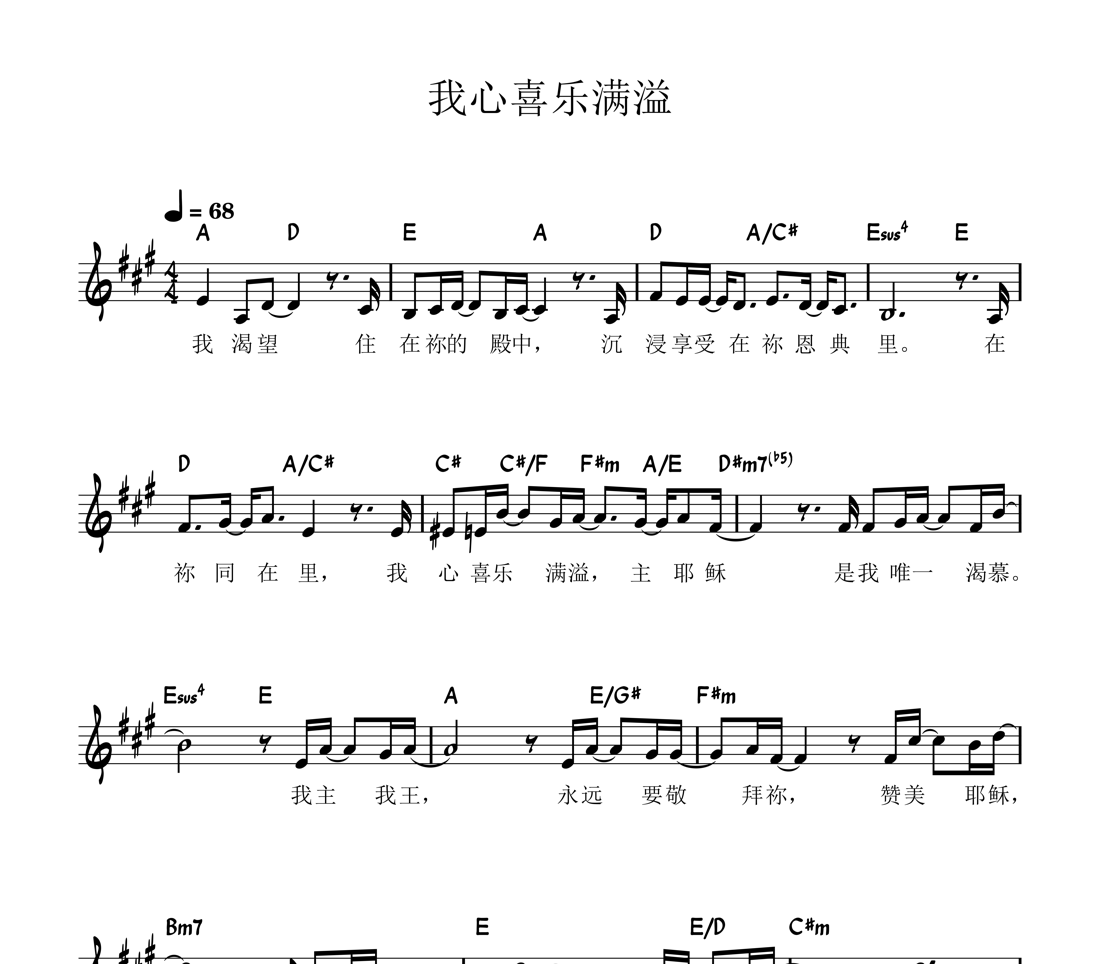 我心喜乐满溢
= 68
A D E A D A/C# Esus4 E
4 4
我 渴望 住 在祢的 殿中， 沉 浸享受 在 祢 恩 典 里。 在
D A/C# C# C#/F F#m A/E D#m7(b5)
祢 同 在 里， 我 心 喜乐 满溢， 主 耶 稣 是我 唯一 渴慕。
Esus4 E A E/G# F#m
我主 我王， 永远 要敬 拜祢， 赞美 耶稣，
Bm7 E E/D C#m